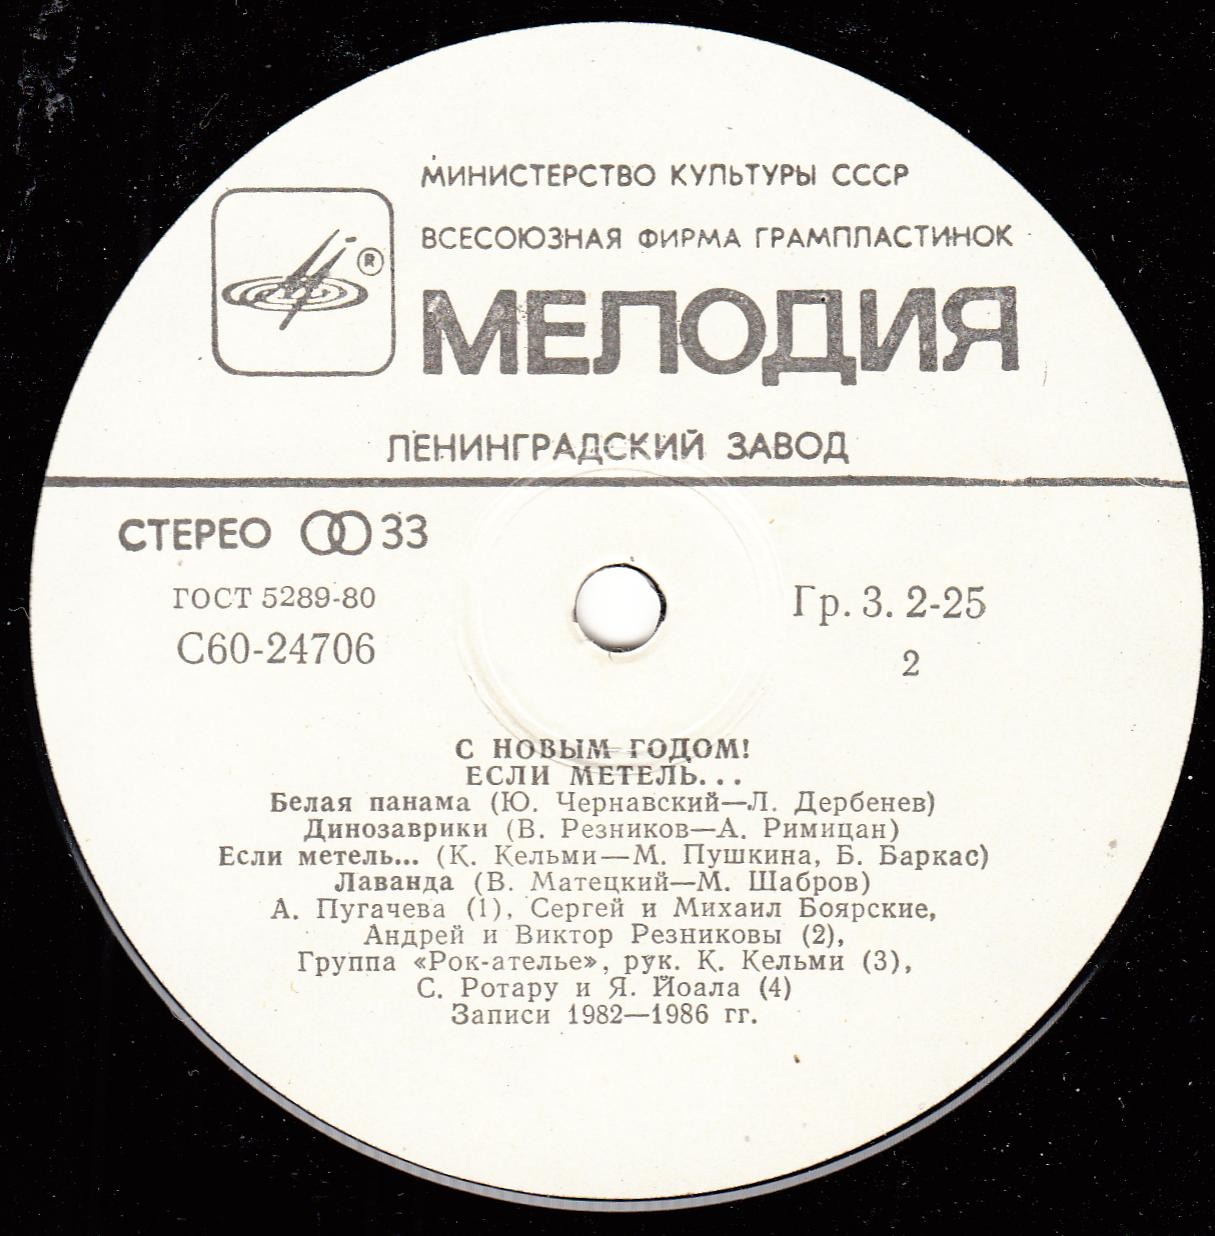 МИНИСТЕРСТВО КУЛЬТУРЫ СССР
ВСЕСОЮЗНАЯ ФИРМА ГРАМПЛАСТИНОК
®
МЕЛОДИЯ
ЛЕНИНГРАДСКИЙ ЗАВОД
СТЕРЕО 33
ГОСТ 5289-80
Гр. 3. 2-25
С60-24706
2
С НОВЫМ ГОДОМ!
ЕСЛИ МЕТЕЛЬ...
Белая панама (Ю. Чернавский—Л. Дербенев)
Динозаврики (В. Резников—А. Римицан)
Если метель... (К. Кельми—М. Пушкина, Б. Баркас)
Лаванда (В. Матецкий—М. Шабров)
А. Пугачева (1), Сергей и Михаил Боярские,
Андрей и Виктор Резниковы (2),
Группа «Рок-ателье», рук. К. Кельми (3),
С. Ротару и Я. Йоала (4)
Записи 1982—1986 гг.